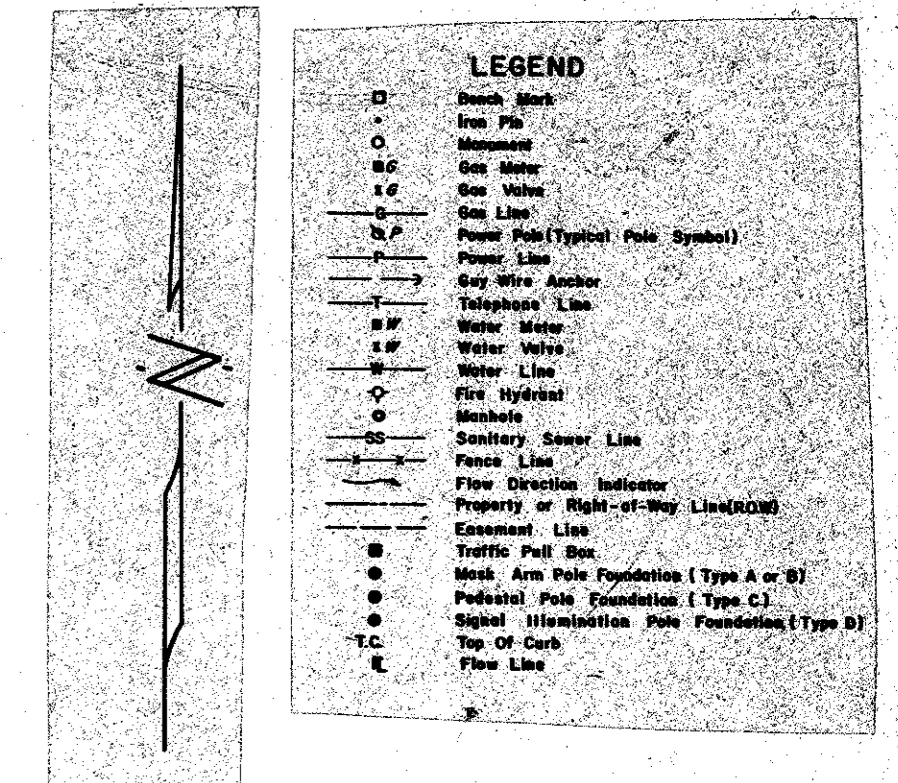 LEGEND
Bench Mark
Iron Pin
O Monument
G Gas Meter
G Gas Valve
G Gas Line
P Power Pole (Typical Pole Symbol)
P Power Line
Guy Wire Anchor
T Telephone Line
W Water Meter
W Water Valve
W Water Line
Fire Hydrant
Manhole
SS Sanitary Sewer Line
x x Fence Line
Flow Direction Indicator
Property or Right-of-Way Line(ROW)
Easement Line
Traffic Pull Box
Mask Arm Pole Foundation ( Type A or B)
Pedestal Pole Foundation ( Type C)
Signal Illumination Pole Foundation ( Type D)
T.C. Top Of Curb
Flow Line
N